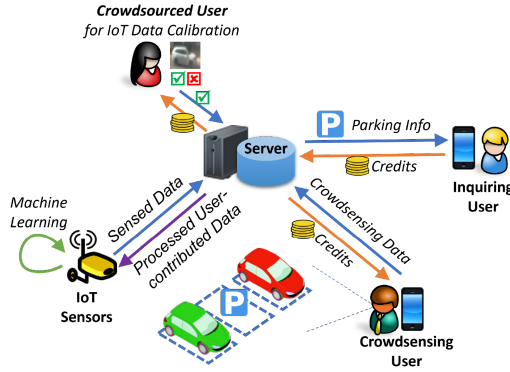 Crowdsourced User
for IoT Data Calibration
Server
P
Parking Info
Credits
Inquiring
User
Machine
Learning
Sensed Data
Processed User-
contributed Data
Crowdsensing Data
Credits
IoT
Sensors
P
Crowdsensing
User